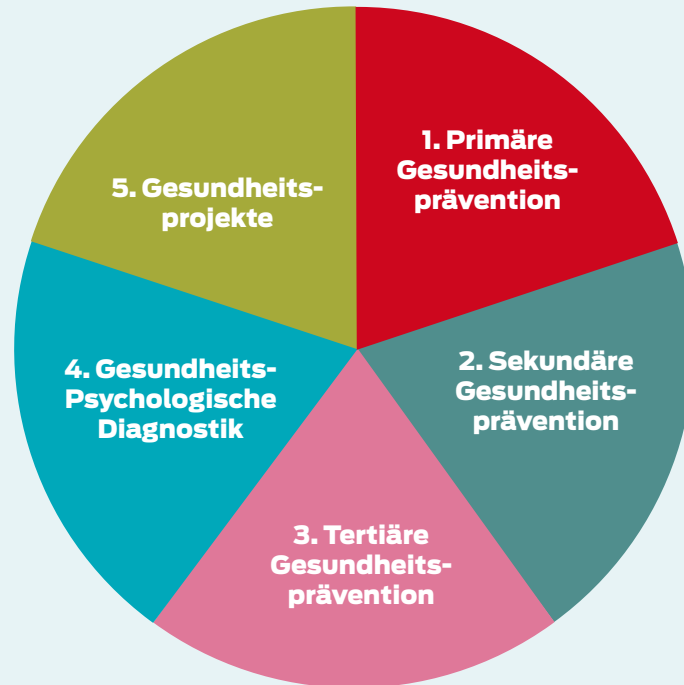 1. Primäre
Gesundheits-
prävention
2. Sekundäre
Gesundheits-
prävention
3. Tertiäre
Gesundheits-
prävention
4. Gesundheits-
Psychologische
Diagnostik
5. Gesundheits-
projekte